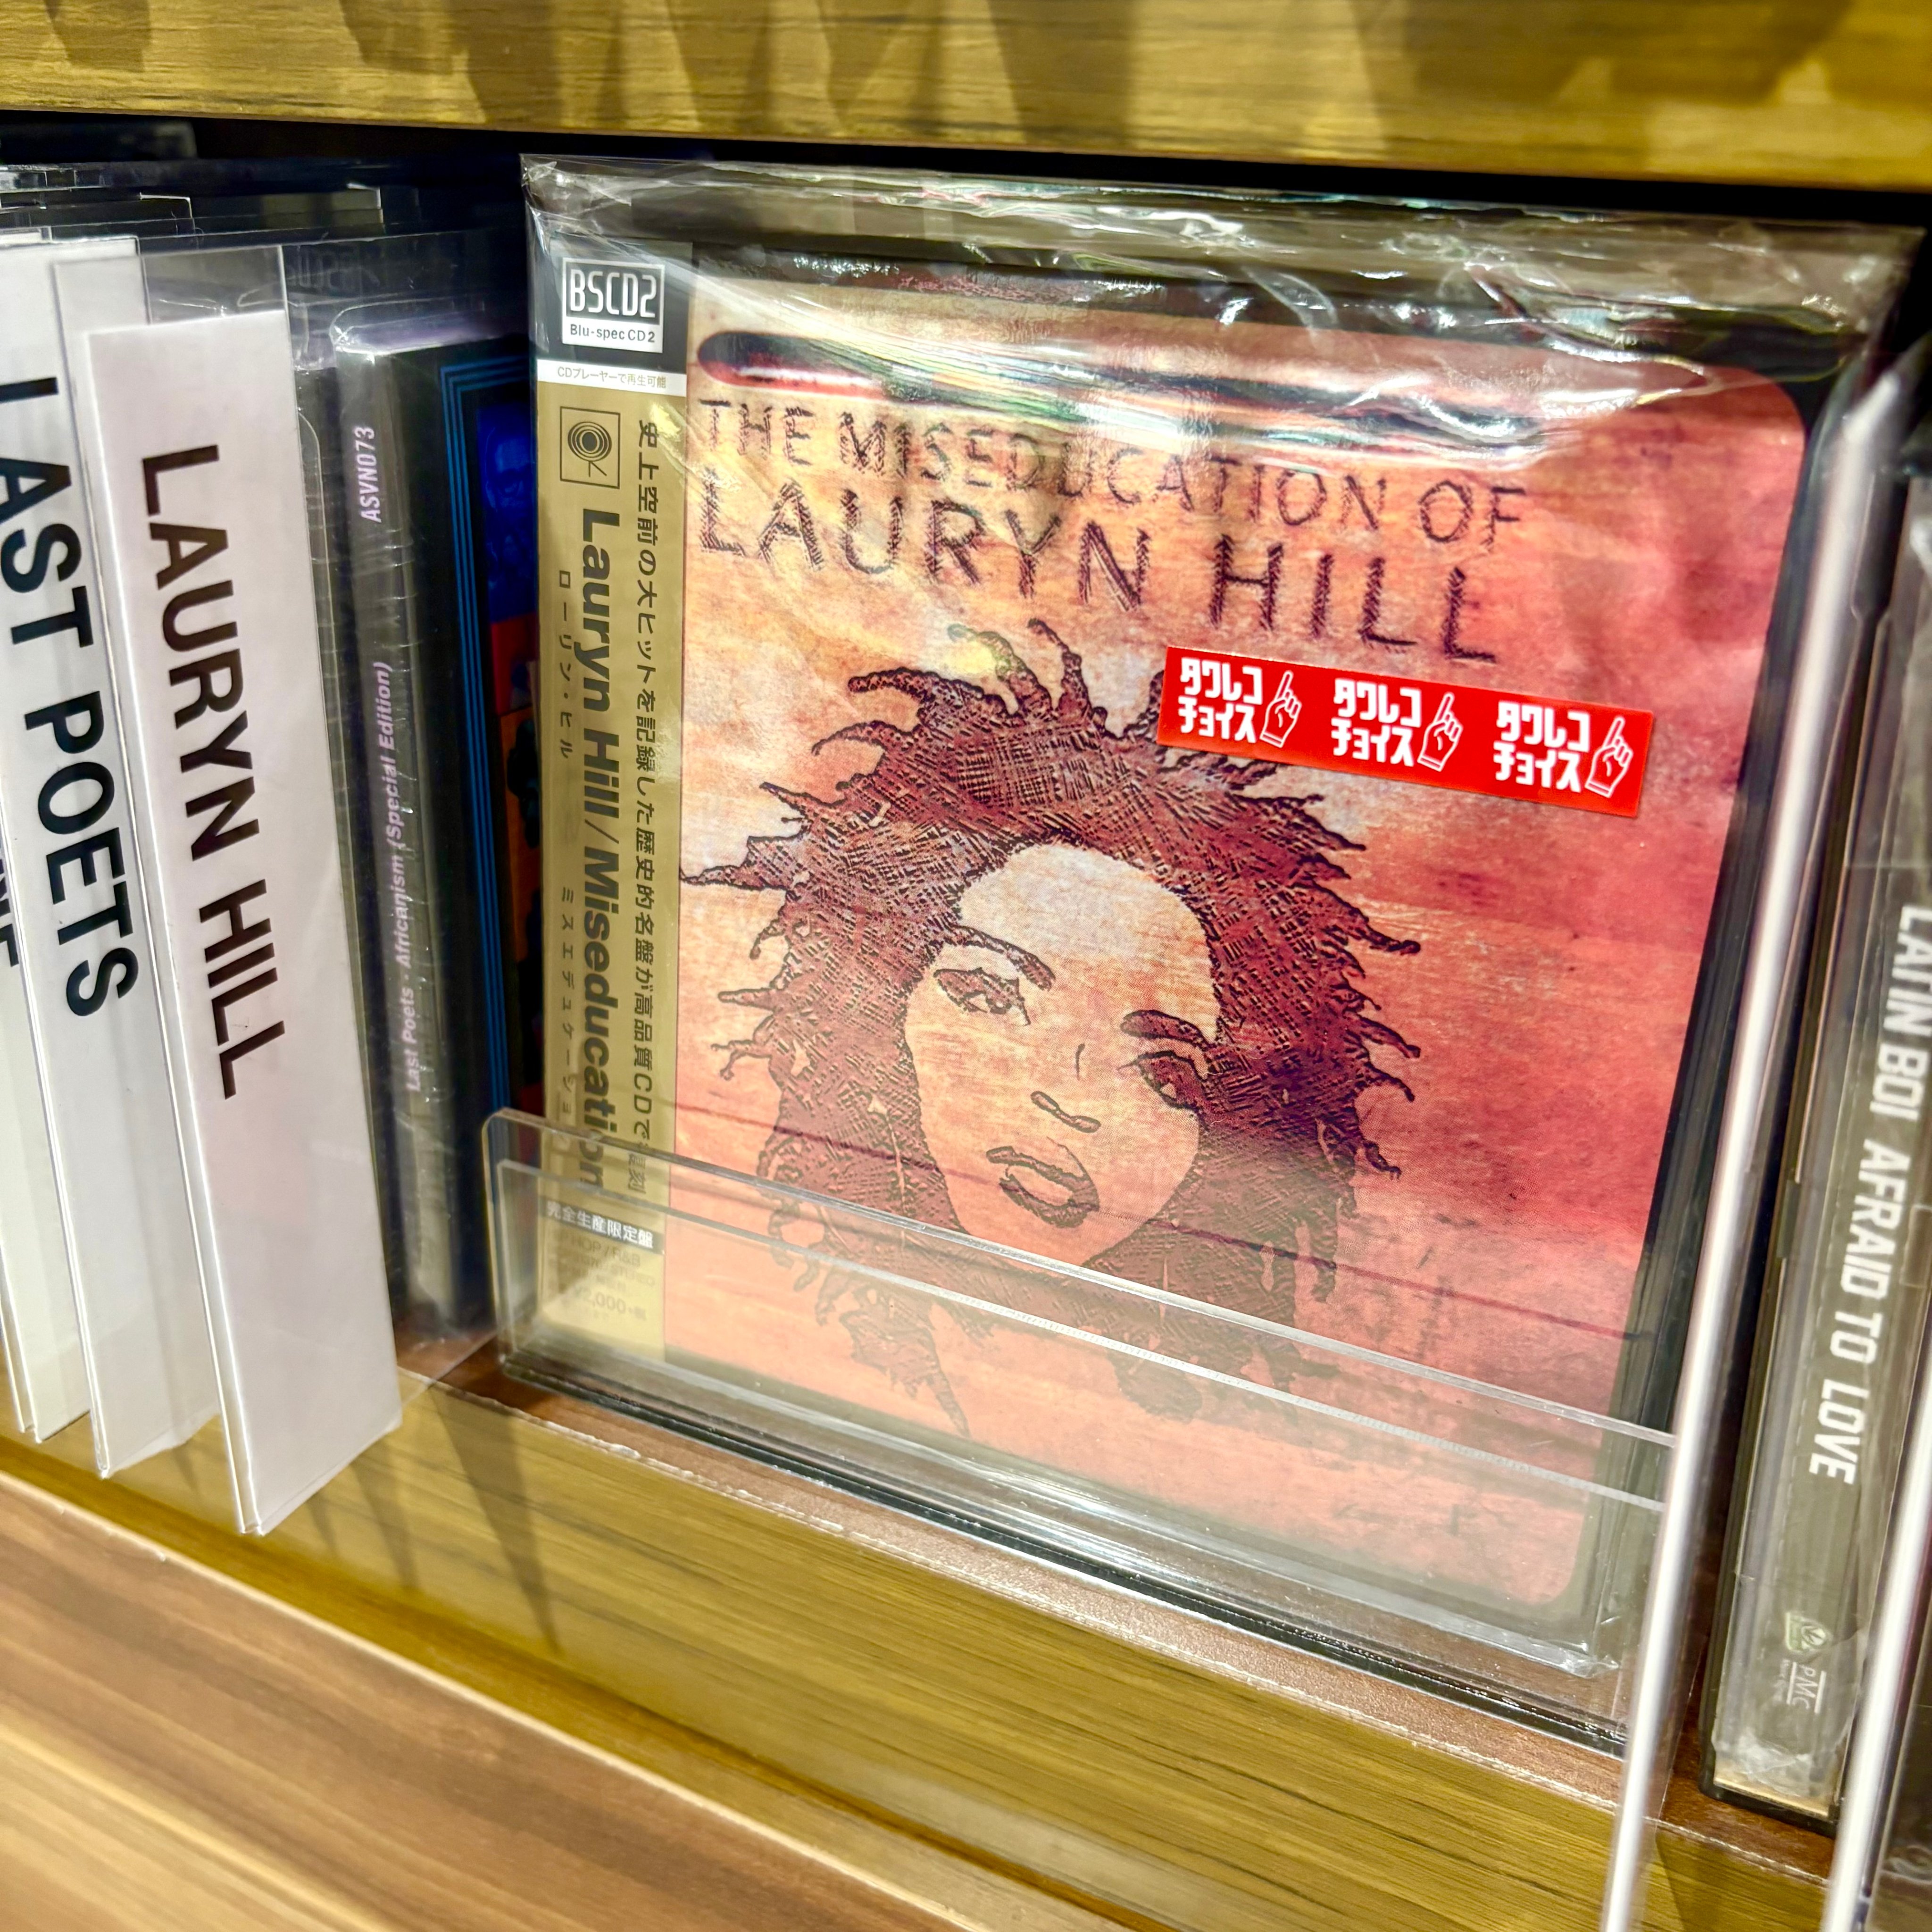 LAST POETS
LAURYN HILL
ASVN073
Last Poets - Africanism (Special Edition)
BSCD2
Blu-spec CD 2
CDプレーヤーで再生可能
史上空前の大ヒットを記録した歴史的名盤が高品質CDで復刻
Lauryn Hill/Miseducation
ローリン・ヒル
ミスエデュケーション
完全生産限定盤
THE MISEDUCATION OF
LAURYN HILL
タワレコ
チョイス
タワレコ
チョイス
タワレコ
チョイス
LATIN BOI AFRAID TO LOVE
PMC